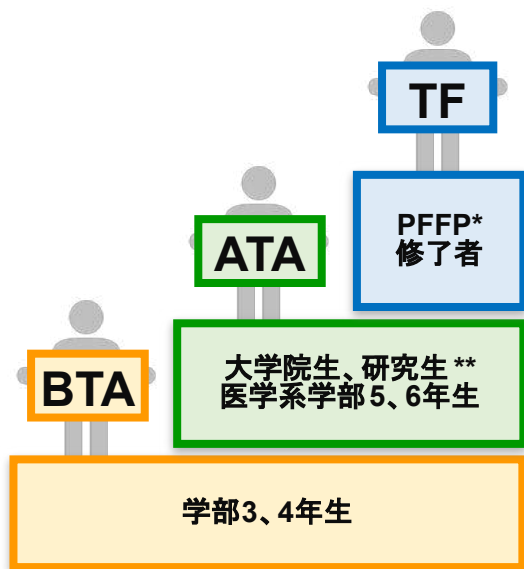 TF
PFFP*
修了者
ATA
大学院生、研究生**
医学系学部5、6年生
BTA
学部3、4年生